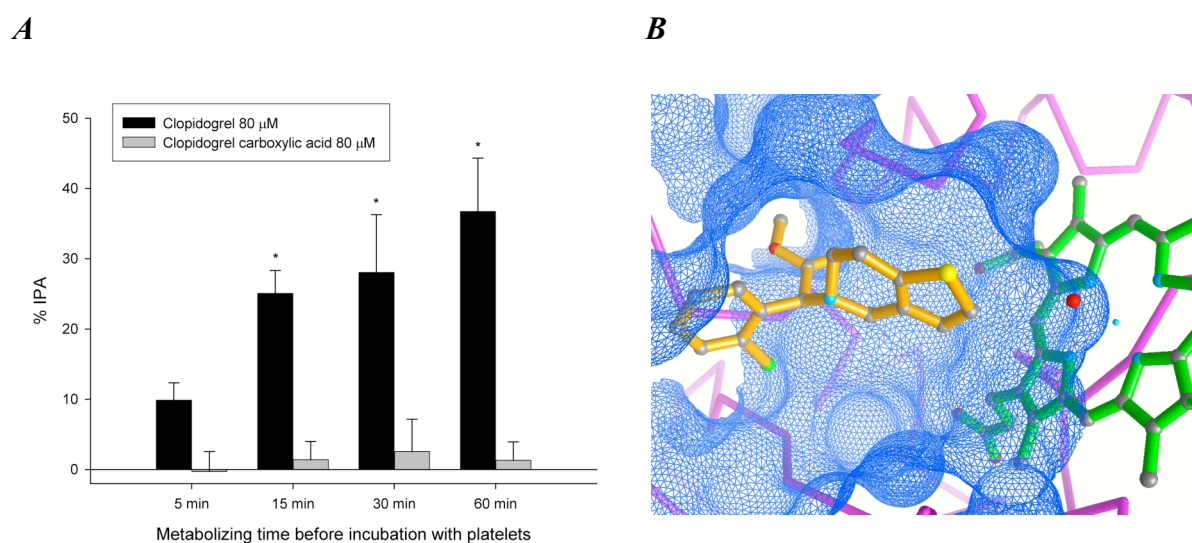 A
B
Clopidogrel 80 μM
Clopidogrel carboxylic acid 80 μM
50
40
30
20
10
0
% IPA
*
*
*
5 min
15 min
30 min
60 min
Metabolizing time before incubation with platelets